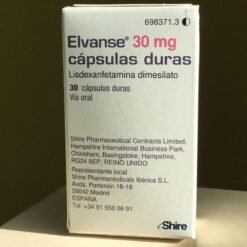 698371.3
Elvanse® 30 mg
cápsulas duras
Lisdexanfetamina dimesilato
30 cápsulas duras
Vía oral
Shire Pharmaceutical Contracts Limited,
Hampshire International Business Park,
Chineham, Basingstoke, Hampshire,
RG24 8EP, REINO UNIDO
Representante local
Shire Pharmaceuticals Ibérica S.L.
Avda. Partenón 16-18
28042 Madrid
ESPAÑA
Tel +34 91 550 06 91.
Shire